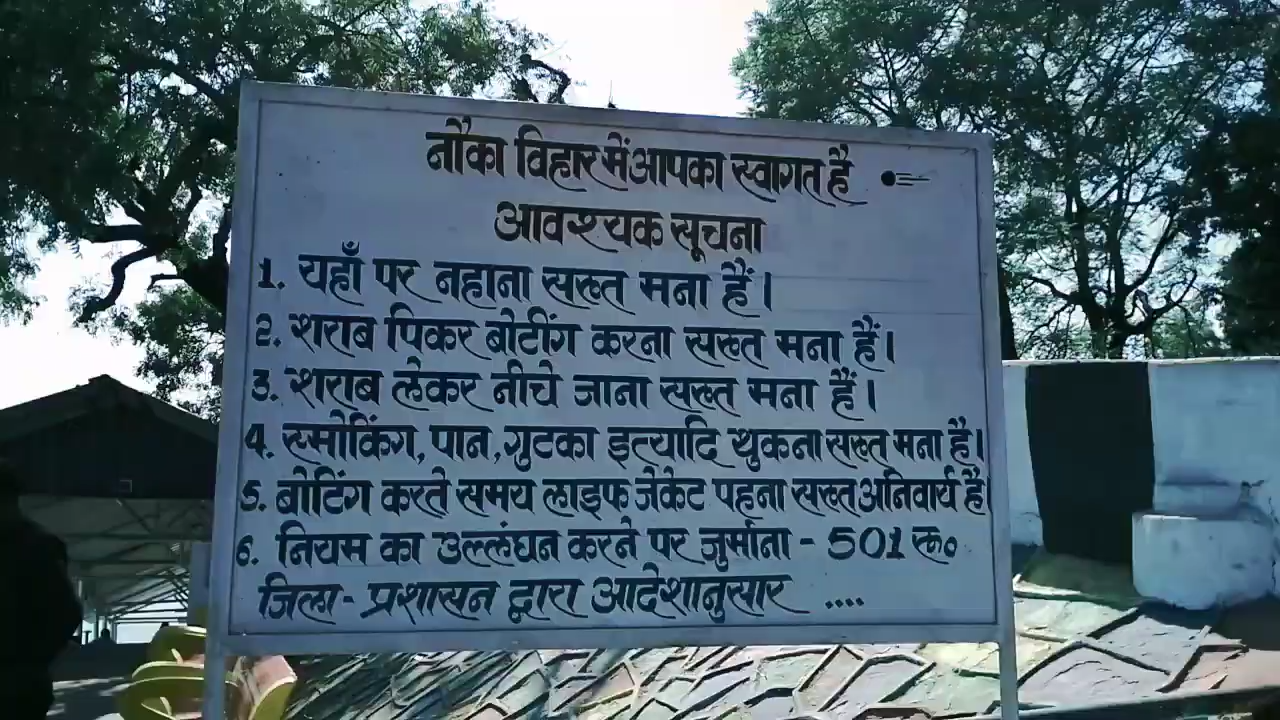 नौका विहार में आपका स्वागत है
आवश्यक सूचना
1. यहाँ पर नहाना सख्त मना हैं।
2. शराब पिकर बोटींग करना सख्त मना हैं।
3. शराब लेकर नीचे जाना सख्त मना हैं।
4. स्मोकिंग, पान, गुटका इत्यादि थुकना सख्त मना है।
5. बोटिंग करते समय लाइफ जेकेट पहना सख्त अनिवार्य है।
6. नियम का उल्लंघन करने पर जुर्माना - 501 रू०
जिला - प्रशासन द्वारा आदेशानुसार ....